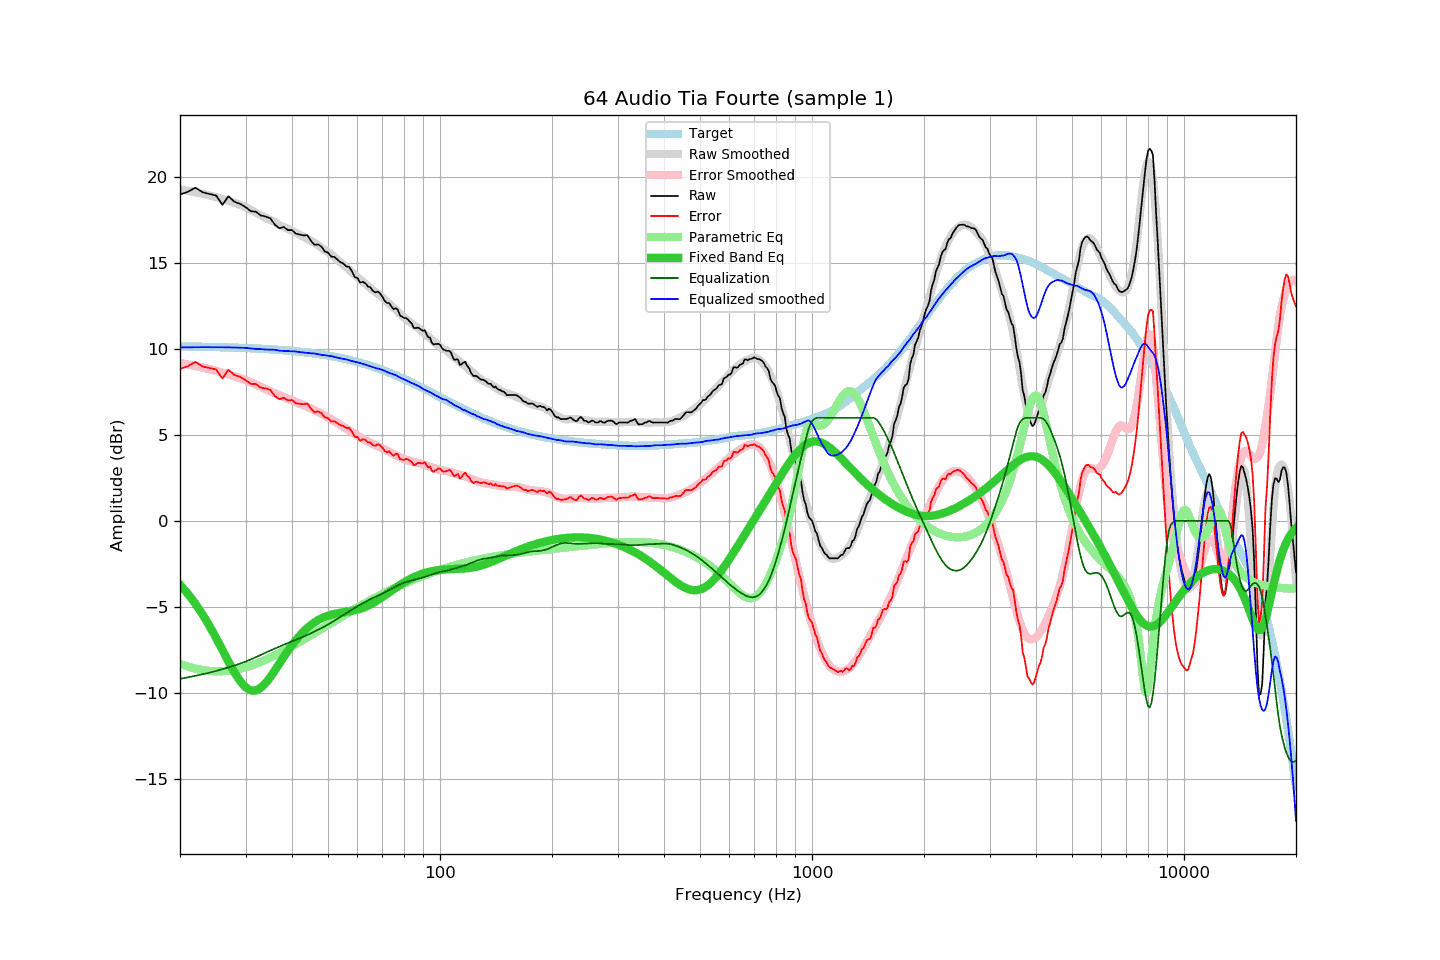 64 Audio Tia Fourte (sample 1)
Target
Raw Smoothed
Error Smoothed
Raw
Error
Parametric Eq
Fixed Band Eq
Equalization
Equalized smoothed
20
15
10
5
0
−5
−10
−15
Amplitude (dBr)
100
1000
10000
Frequency (Hz)